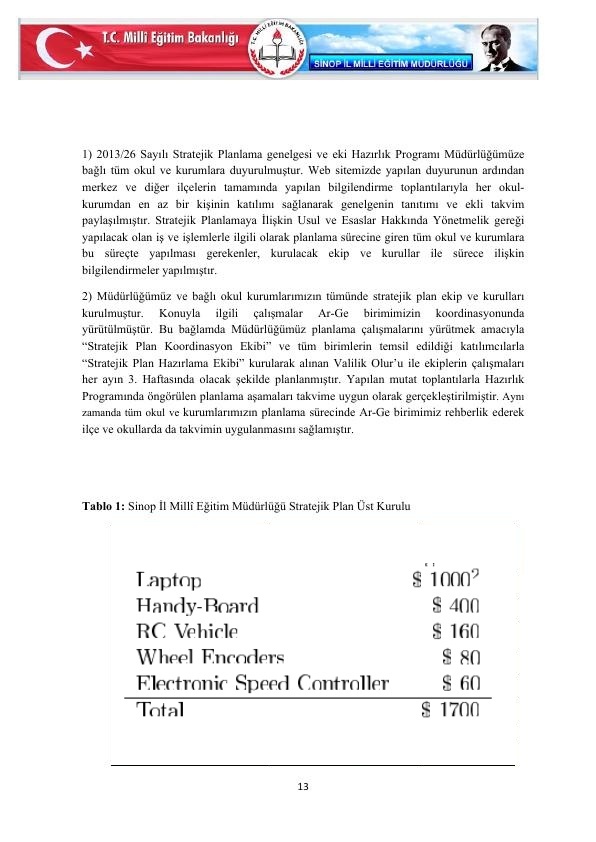 T.C. Millî Eğitim Bakanlığı
T.C. MİLLÎ EĞİTİM BAKANLIĞI
SİNOP İL MİLLİ EĞİTİM MÜDÜRLÜĞÜ
1) 2013/26 Sayılı Stratejik Planlama genelgesi ve eki Hazırlık Programı Müdürlüğümüze
bağlı tüm okul ve kurumlara duyurulmuştur. Web sitemizde yapılan duyurunun ardından
merkez ve diğer ilçelerin tamamında yapılan bilgilendirme toplantılarıyla her okul-
kurumdan en az bir kişinin katılımı sağlanarak genelgenin tanıtımı ve ekli takvim
paylaşılmıştır. Stratejik Planlamaya İlişkin Usul ve Esaslar Hakkında Yönetmelik gereği
yapılacak olan iş ve işlemlerle ilgili olarak planlama sürecine giren tüm okul ve kurumlara
bu süreçte yapılması gerekenler, kurulacak ekip ve kurullar ile sürece ilişkin
bilgilendirmeler yapılmıştır.
2) Müdürlüğümüz ve bağlı okul kurumlarımızın tümünde stratejik plan ekip ve kurulları
kurulmuştur. Konuyla ilgili çalışmalar Ar-Ge birimimizin koordinasyonunda
yürütülmüştür. Bu bağlamda Müdürlüğümüz planlama çalışmalarını yürütmek amacıyla
“Stratejik Plan Koordinasyon Ekibi” ve tüm birimlerin temsil edildiği katılımcılarla
“Stratejik Plan Hazırlama Ekibi” kurularak alınan Valilik Olur’u ile ekiplerin çalışmaları
her ayın 3. Haftasında olacak şekilde planlanmıştır. Yapılan mutat toplantılarla Hazırlık
Programında öngörülen planlama aşamaları takvime uygun olarak gerçekleştirilmiştir. Aynı
zamanda tüm okul ve kurumlarımızın planlama sürecinde Ar-Ge birimimiz rehberlik ederek
ilçe ve okullarda da takvimin uygulanmasını sağlamıştır.
Tablo 1: Sinop İl Millî Eğitim Müdürlüğü Stratejik Plan Üst Kurulu
Laptop $ 1000²
Handy-Board $ 400
RC Vehicle $ 160
Wheel Encoders $ 80
Electronic Speed Controller $ 60
Total $ 1700
13